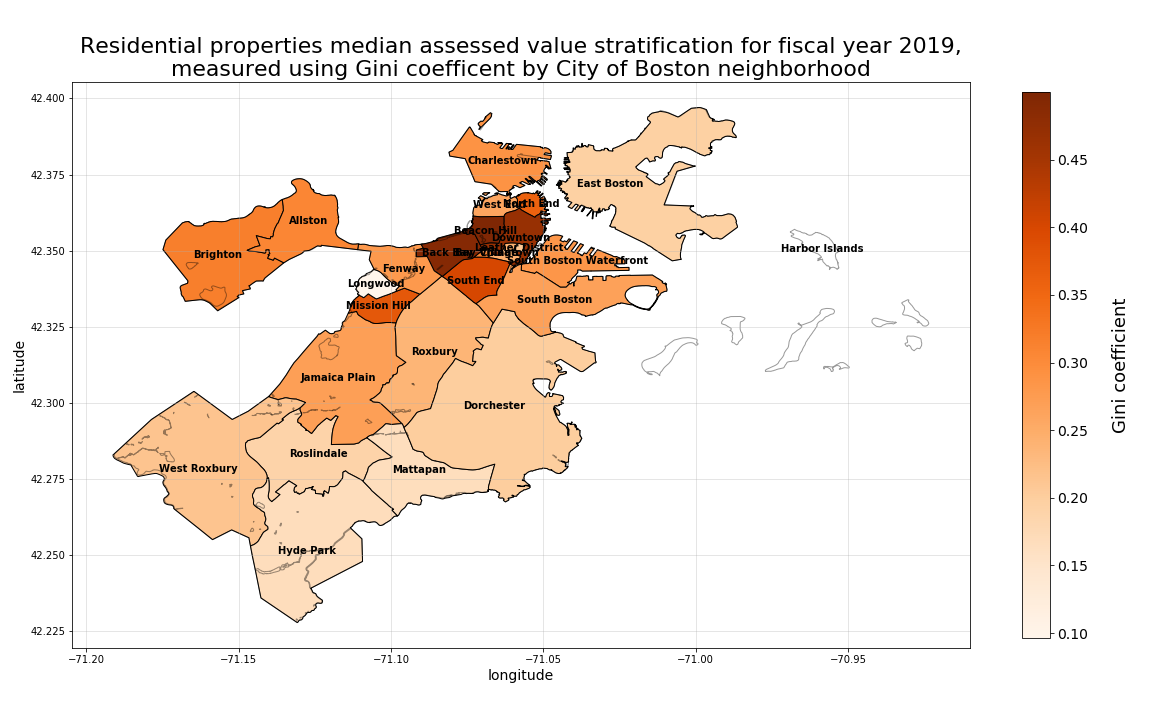 Residential properties median assessed value stratification for fiscal year 2019,
measured using Gini coefficent by City of Boston neighborhood
42.400
42.375
42.350
42.325
42.300
42.275
42.250
42.225
latitude
Charlestown
East Boston
West End
North End
Allston
Beacon Hill
Downtown
Leather District
Brighton
Back Bay
Bay Village
Chinatown
Harbor Islands
South Boston Waterfront
Fenway
South End
Longwood
Mission Hill
South Boston
Roxbury
Jamaica Plain
Dorchester
Roslindale
West Roxbury
Mattapan
Hyde Park
−71.20
−71.15
−71.10
−71.05
−71.00
−70.95
longitude
0.45
0.40
0.35
0.30
0.25
0.20
0.15
0.10
Gini coefficient